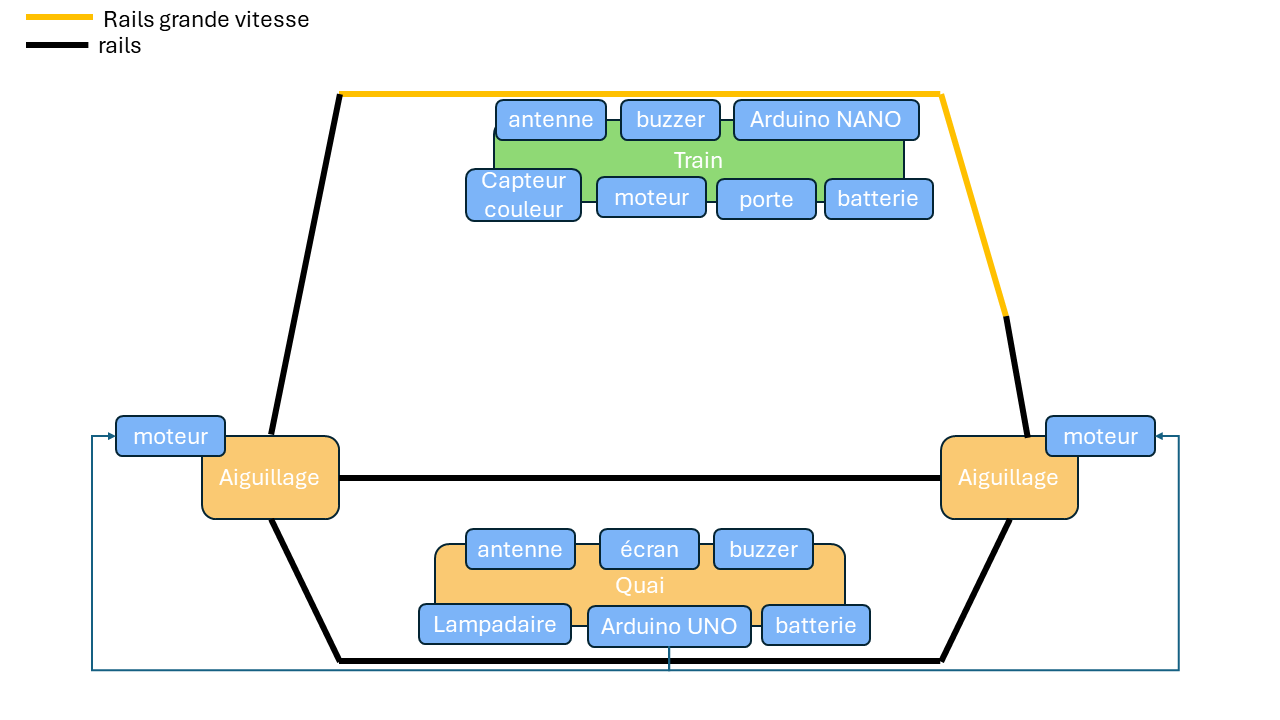 Rails grande vitesse
rails
antenne
buzzer
Arduino NANO
Train
Capteur
couleur
moteur
porte
batterie
moteur
moteur
Aiguillage
Aiguillage
antenne
écran
buzzer
Quai
Lampadaire
Arduino UNO
batterie